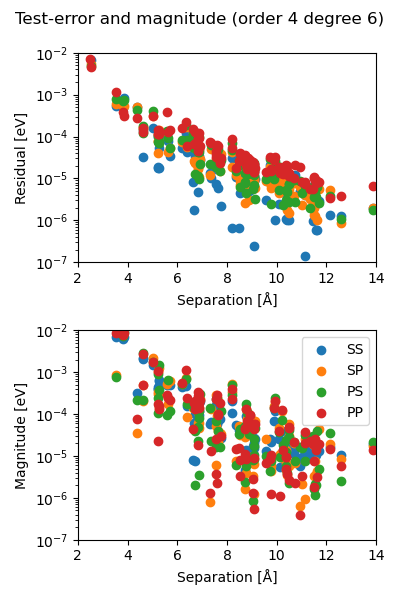 Test-error and magnitude (order 4 degree 6)
10⁻²
10⁻³
10⁻⁴
10⁻⁵
10⁻⁶
10⁻⁷
Residual [eV]
2 4 6 8 10 12 14
Separation [Å]
10⁻²
10⁻³
10⁻⁴
10⁻⁵
10⁻⁶
10⁻⁷
Magnitude [eV]
SS
SP
PS
PP
2 4 6 8 10 12 14
Separation [Å]